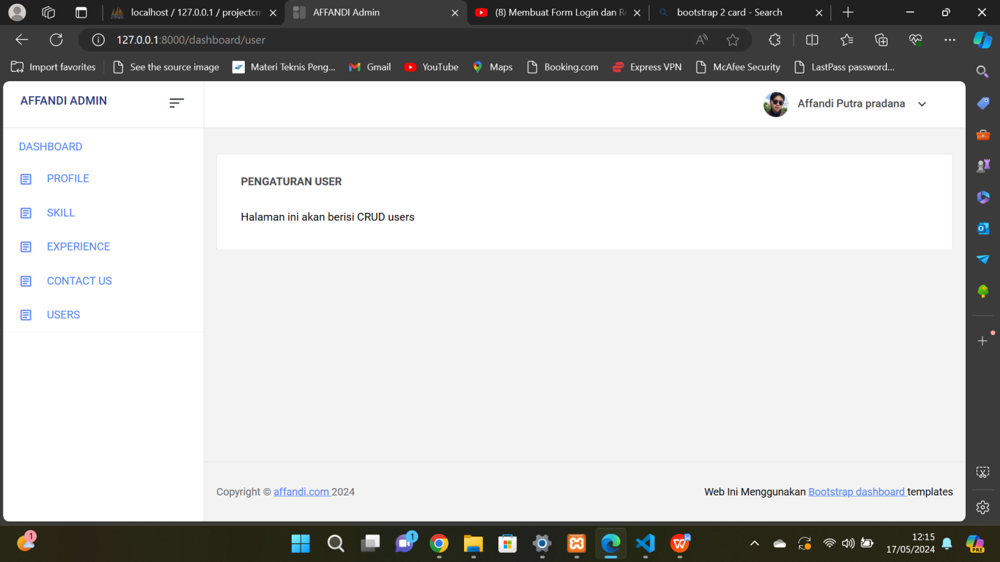 localhost / 127.0.0.1 / projectcm
AFFANDI Admin
(8) Membuat Form Login dan Re
bootstrap 2 card - Search
127.0.0.1:8000/dashboard/user
Import favorites
See the source image
Materi Teknis Peng...
Gmail
YouTube
Maps
Booking.com
Express VPN
McAfee Security
LastPass password...
AFFANDI ADMIN
Affandi Putra pradana
DASHBOARD
PROFILE
SKILL
EXPERIENCE
CONTACT US
USERS
PENGATURAN USER
Halaman ini akan berisi CRUD users
Copyright © affandi.com 2024
Web Ini Menggunakan Bootstrap dashboard templates
1
1
12:15
17/05/2024
PRE